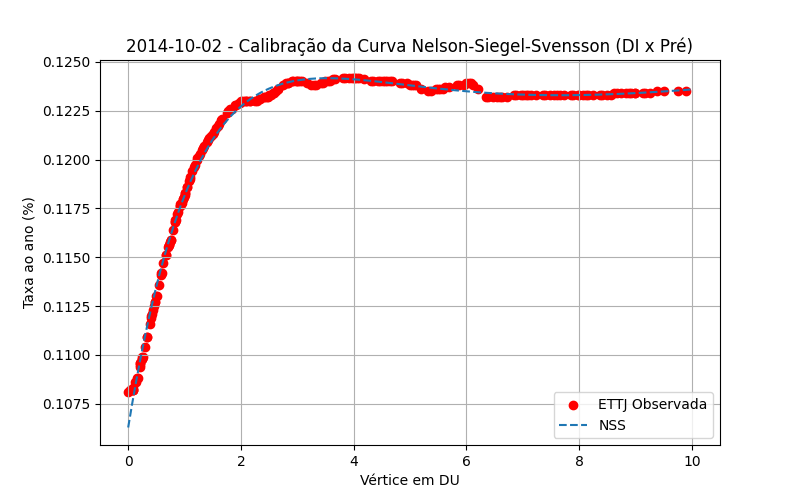 2014-10-02 - Calibração da Curva Nelson-Siegel-Svensson (DI x Pré)
Taxa ao ano (%)
0.1250
0.1225
0.1200
0.1175
0.1150
0.1125
0.1100
0.1075
ETTJ Observada
NSS
0 2 4 6 8 10
Vértice em DU